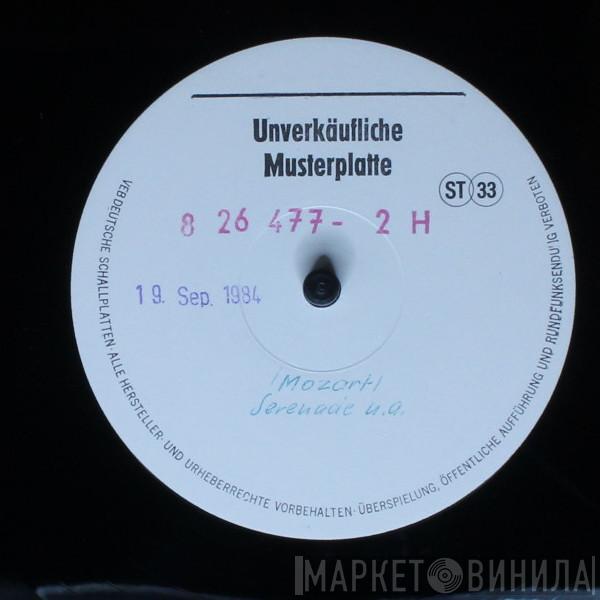 Unverkäufliche
Musterplatte
ST 33
8 26 477- 2 H
19. Sep. 1984
(Mozart)
Serenade u.a.
VEB DEUTSCHE SCHALLPLATTEN · ALLE HERSTELLER- UND URHEBERRECHTE VORBEHALTEN · ÜBERSPIELUNG, ÖFFENTLICHE AUFFÜHRUNG UND RUNDFUNKSENDUNG VERBOTEN
МАРКЕТ ВИНИЛА